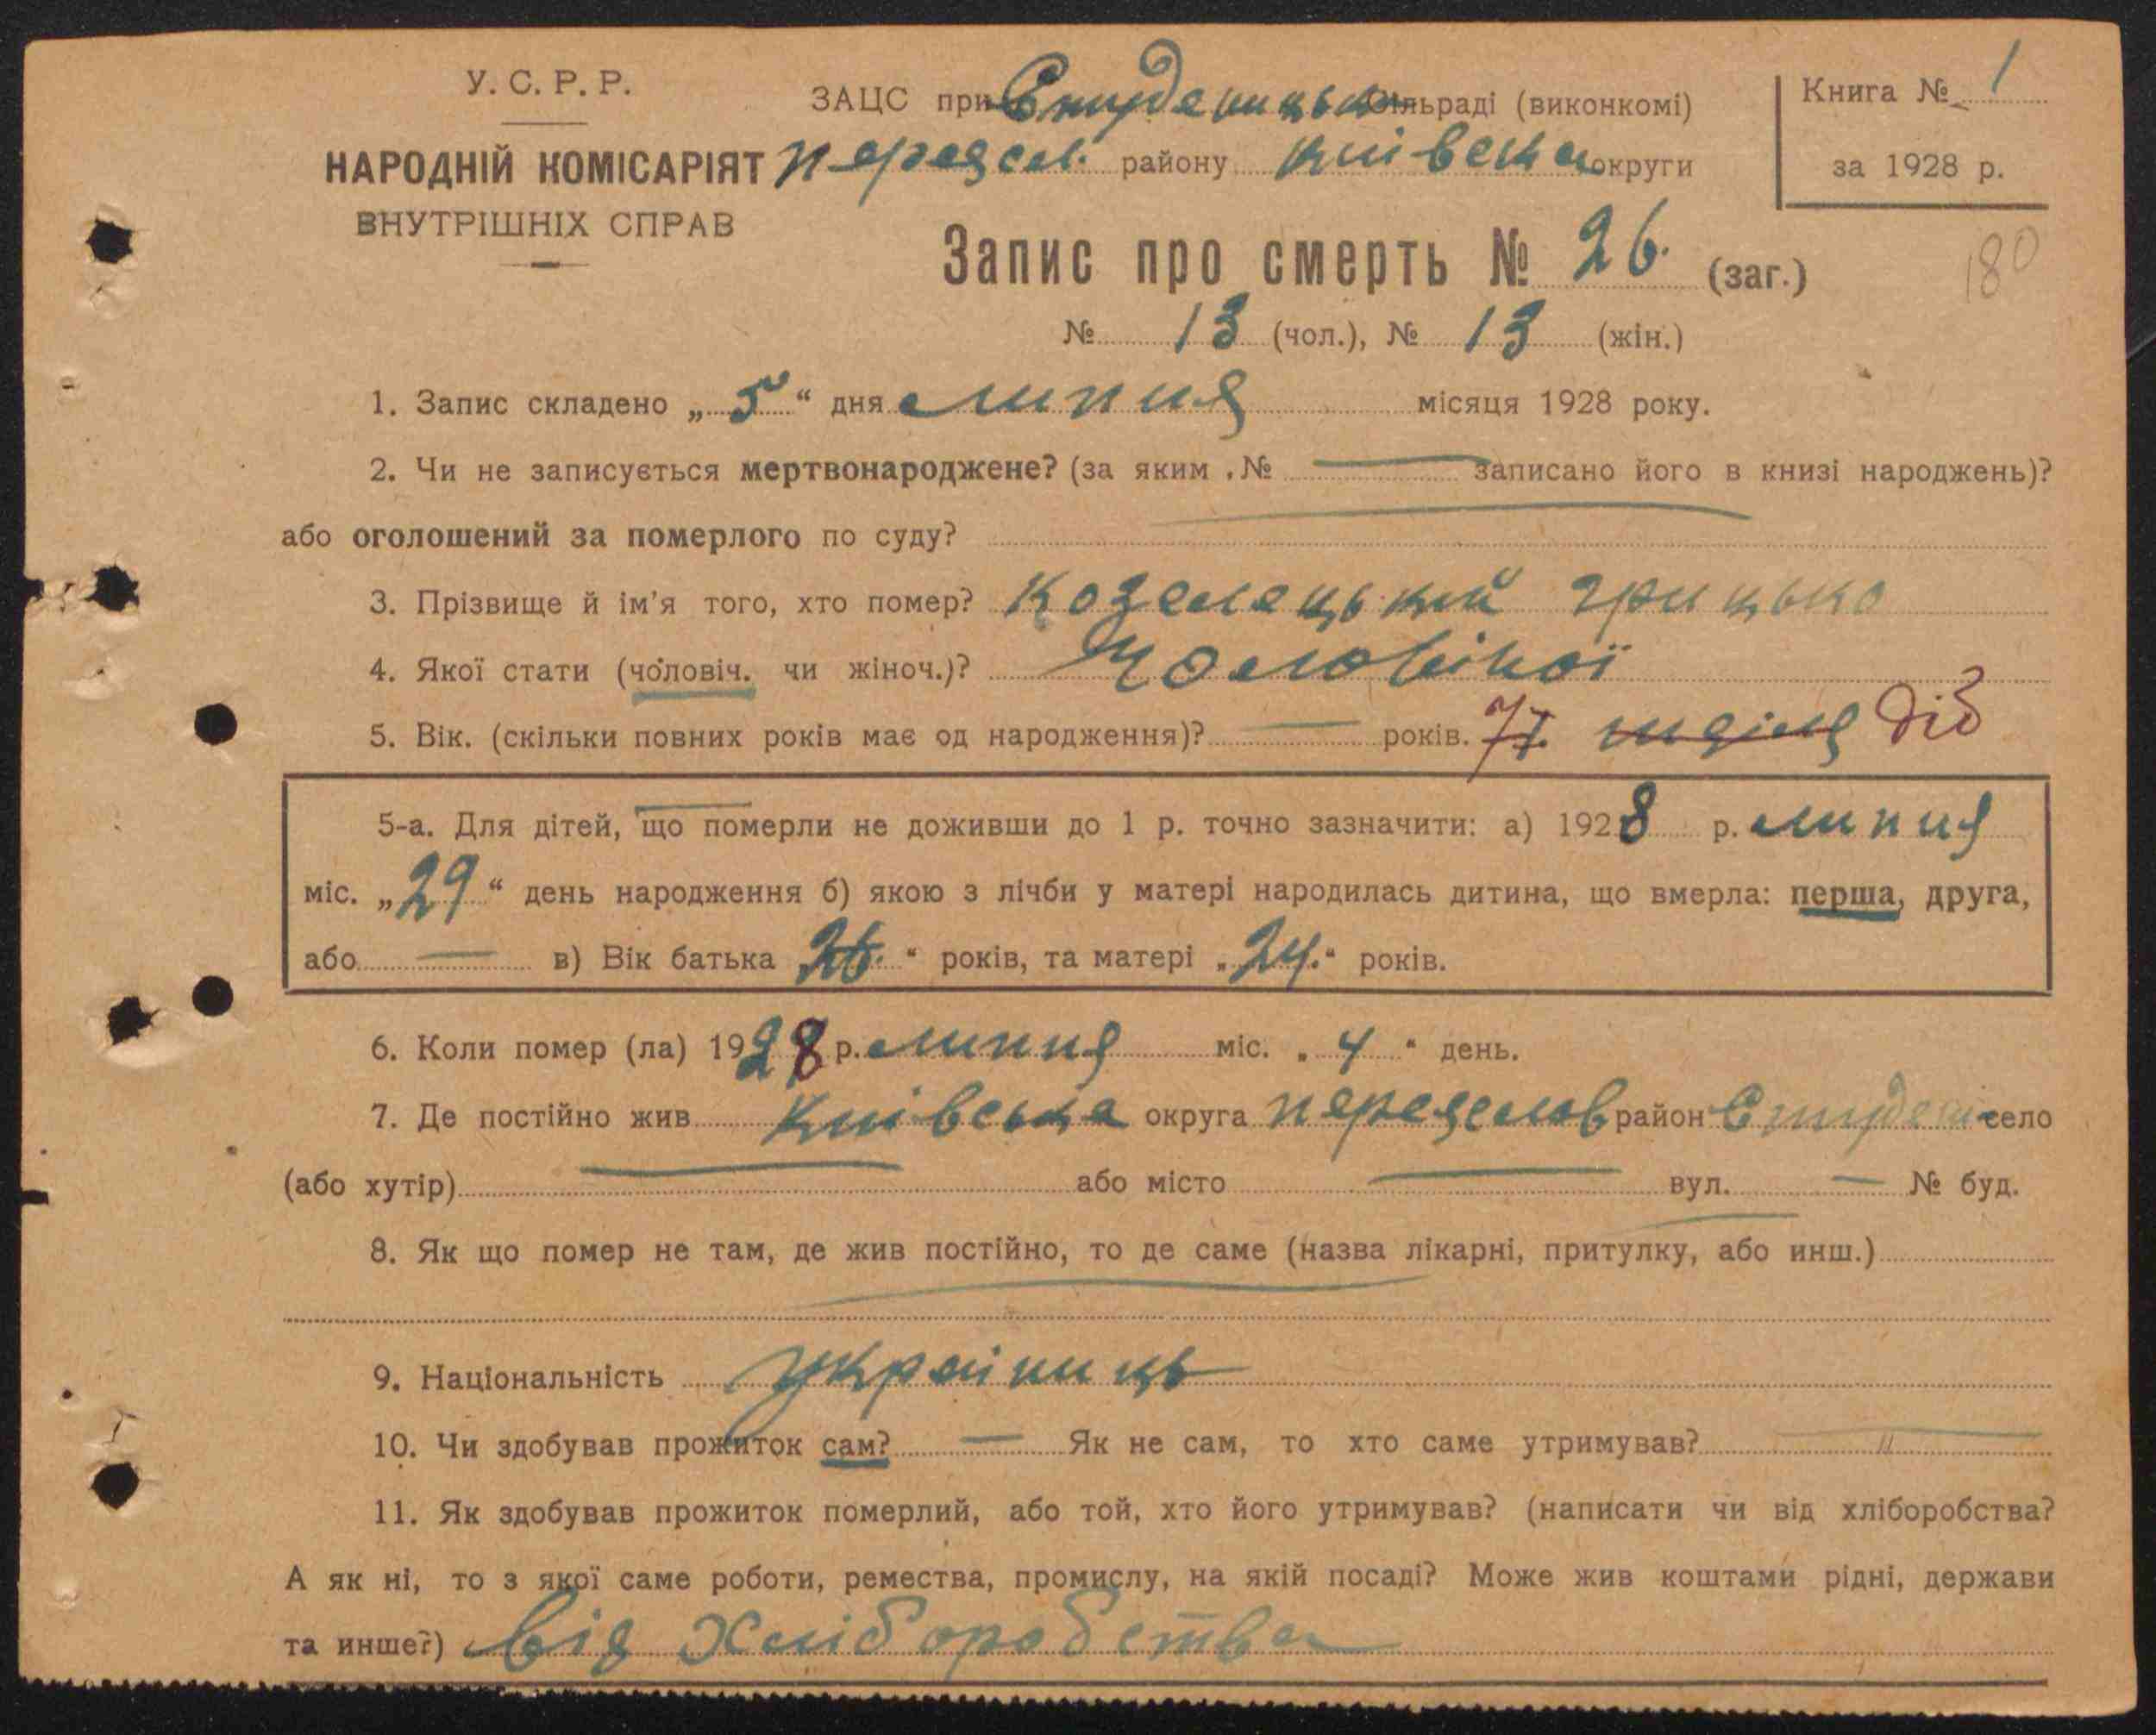 У. С. Р. Р.
НАРОДНІЙ КОМІСАРІЯТ
ВНУТРІШНІХ СПРАВ
ЗАЦС при Студеницькій сільраді (виконкомі)
переясл. району київська округи
Книга № 1
за 1928 р.
180
Запис про смерть № 26. (заг.)
№ 13 (чол.), № 13 (жін.)
1. Запис складено „ 5 “ дня липня місяця 1928 року.
2. Чи не записується мертвонароджене? (за яким № — записано його в книзі народжень)?
або оголошений за померлого по суду? —
3. Прізвище й ім’я того, хто помер? Козелецький грицько
4. Якої стати (чоловіч. чи жіноч.)? Чоловікої
5. Вік. (скільки повних років має од народження)? — років. діб
5-а. Для дітей, що померли не доживши до 1 р. точно зазначити: а) 1928 р. липня
міс. „ 29 “ день народження б) якою з лічби у матері народилась дитина, що вмерла: перша, друга,
або — в) Вік батька „ 26. “ років, та матері „ 24. “ років.
6. Коли помер (ла) 1928 р. липня міс. „ 4 “ день.
7. Де постійно жив Київська округа переяслов район Студени село
(або хутір) — або місто — вул. — № буд.
8. Як що помер не там, де жив постійно, то де саме (назва лікарні, притулку, або инш.)
—
9. Національність українць
10. Чи здобував прожиток сам? — Як не сам, то хто саме утримував? — „
11. Як здобував прожиток померлий, або той, хто його утримував? (написати чи від хліборобства?
А як ні, то з якої саме роботи, ремества, промислу, на якій посаді? Може жив коштами рідні, держави
та инше?) від Хліборобства